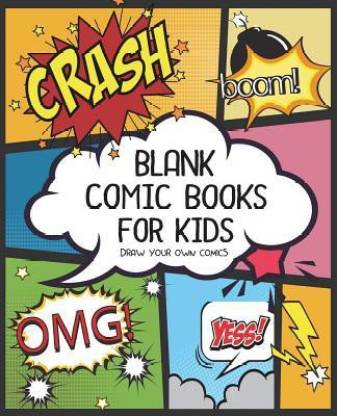 CRASH
boom!
BLANK
COMIC BOOKS
FOR KIDS
DRAW YOUR OWN COMICS
OMG!
YESS!